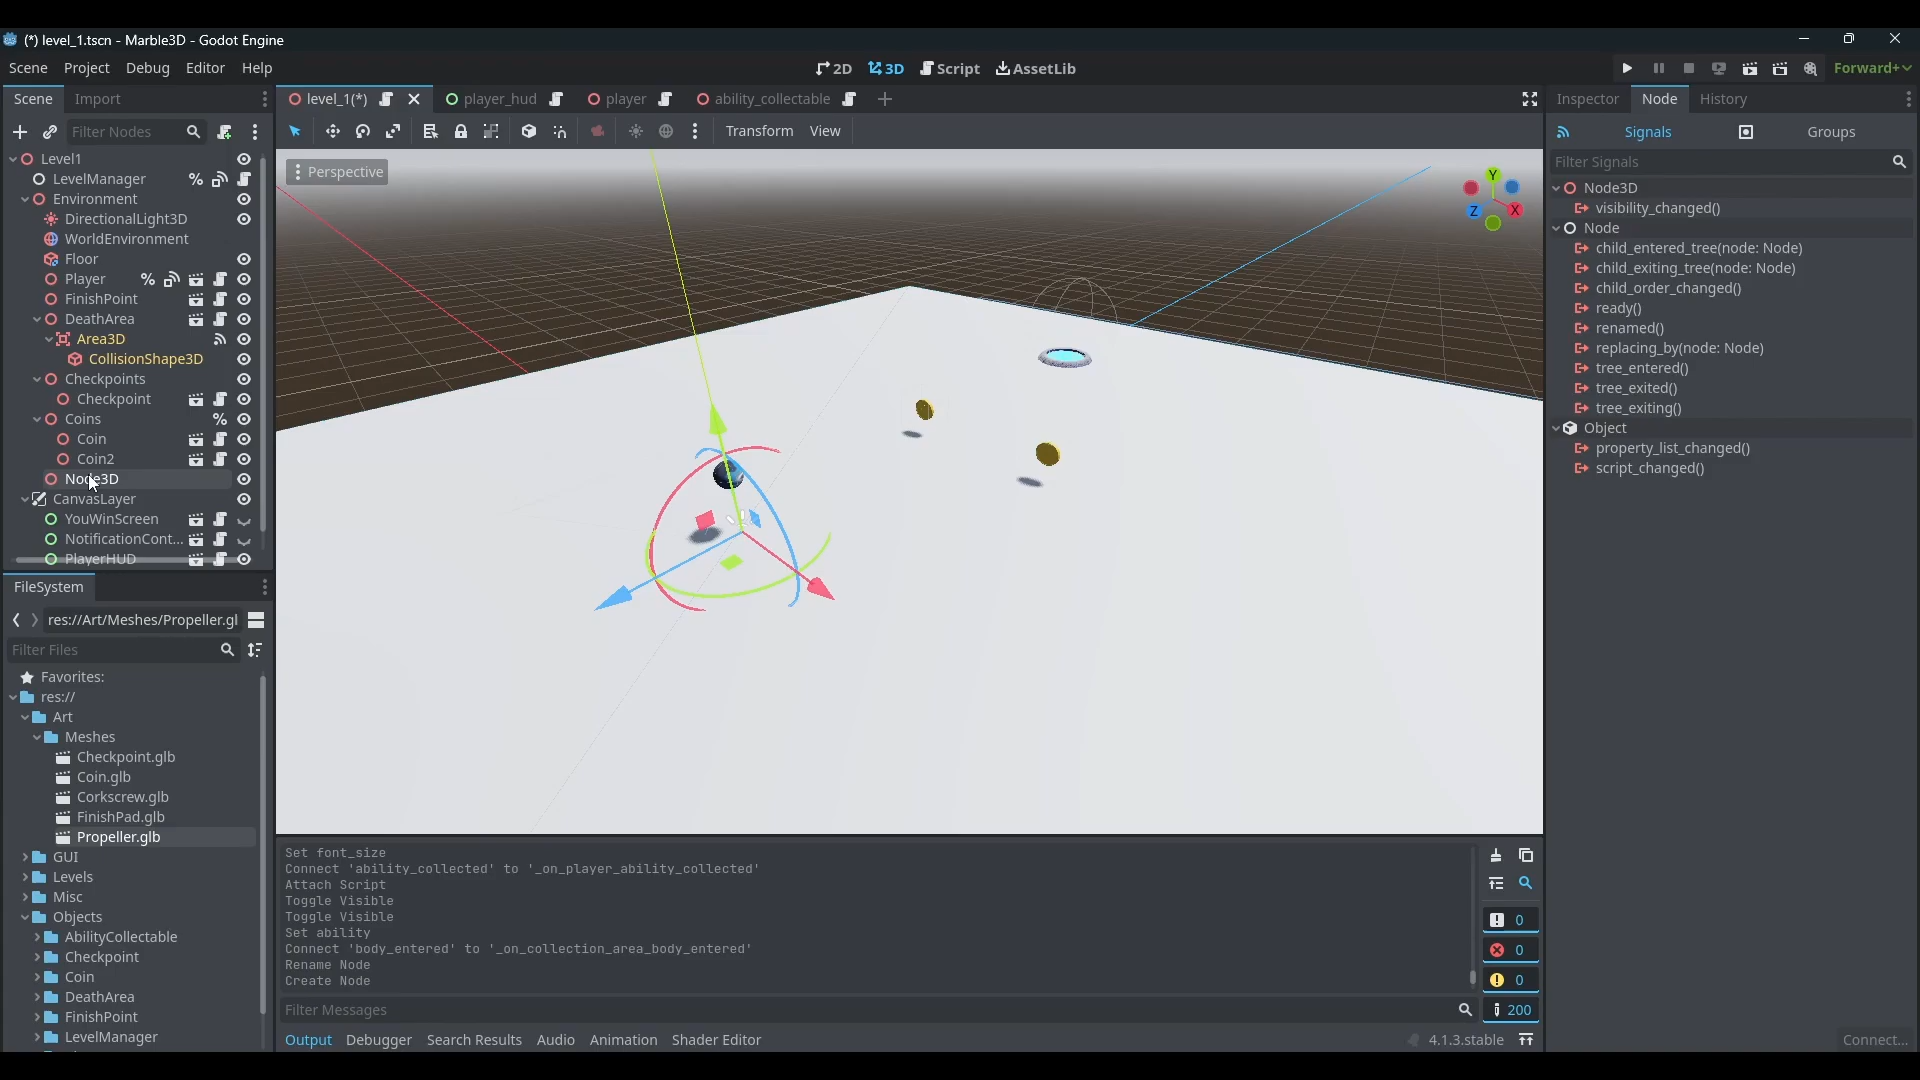 (*) level_1.tscn - Marble3D - Godot Engine
Scene Project Debug Editor Help
2D 3D Script AssetLib
Forward+
Scene Import
level_1(*) player_hud player ability_collectable
Inspector Node History
Filter Nodes
Transform View
Signals Groups
Perspective
Y
Z
X
Filter Signals
Level1
LevelManager
Environment
DirectionalLight3D
WorldEnvironment
Floor
Player
FinishPoint
DeathArea
Area3D
CollisionShape3D
Checkpoints
Checkpoint
Coins
Coin
Coin2
Node3D
CanvasLayer
YouWinScreen
NotificationCont...
PlayerHUD
Node3D
visibility_changed()
Node
child_entered_tree(node: Node)
child_exiting_tree(node: Node)
child_order_changed()
ready()
renamed()
replacing_by(node: Node)
tree_entered()
tree_exited()
tree_exiting()
Object
property_list_changed()
script_changed()
FileSystem
res://Art/Meshes/Propeller.gl
Filter Files
Favorites:
res://
Art
Meshes
Checkpoint.glb
Coin.glb
Corkscrew.glb
FinishPad.glb
Propeller.glb
GUI
Levels
Misc
Objects
AbilityCollectable
Checkpoint
Coin
DeathArea
FinishPoint
LevelManager
Set font_size
Connect 'ability_collected' to '_on_player_ability_collected'
Attach Script
Toggle Visible
Toggle Visible
Set ability
Connect 'body_entered' to '_on_collection_area_body_entered'
Rename Node
Create Node
0
0
0
200
Filter Messages
Output Debugger Search Results Audio Animation Shader Editor
4.1.3.stable
Connect...